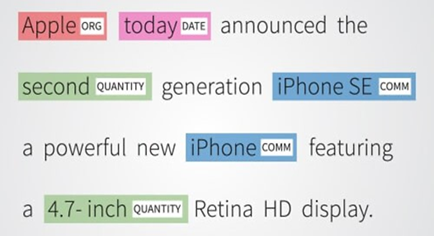 Apple ORG today DATE announced the
second QUANTITY generation iPhone SE COMM
a powerful new iPhone COMM featuring
a 4.7- inch QUANTITY Retina HD display.